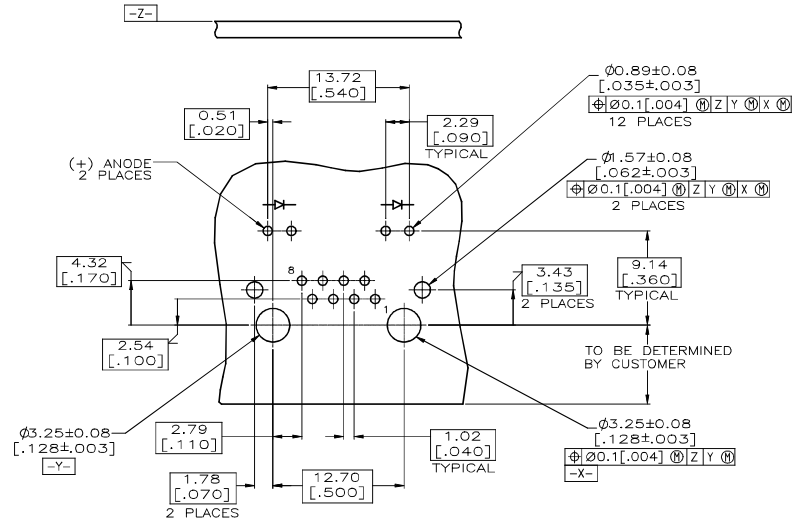 -Z-
13.72
[.540]
0.51
[.020]
2.29
[.090]
TYPICAL
Ø0.89±0.08
[.035±.003]
⌖ Ø0.1[.004] Ⓜ Z Y Ⓜ X Ⓜ
12 PLACES
(+) ANODE
2 PLACES
Ø1.57±0.08
[.062±.003]
⌖ Ø0.1[.004] Ⓜ Z Y Ⓜ X Ⓜ
2 PLACES
4.32
[.170]
8
1
3.43
[.135]
2 PLACES
9.14
[.360]
TYPICAL
2.54
[.100]
TO BE DETERMINED
BY CUSTOMER
Ø3.25±0.08
[.128±.003]
-Y-
2.79
[.110]
1.02
[.040]
TYPICAL
Ø3.25±0.08
[.128±.003]
⌖ Ø0.1[.004] Ⓜ Z Y Ⓜ
-X-
1.78
[.070]
2 PLACES
12.70
[.500]